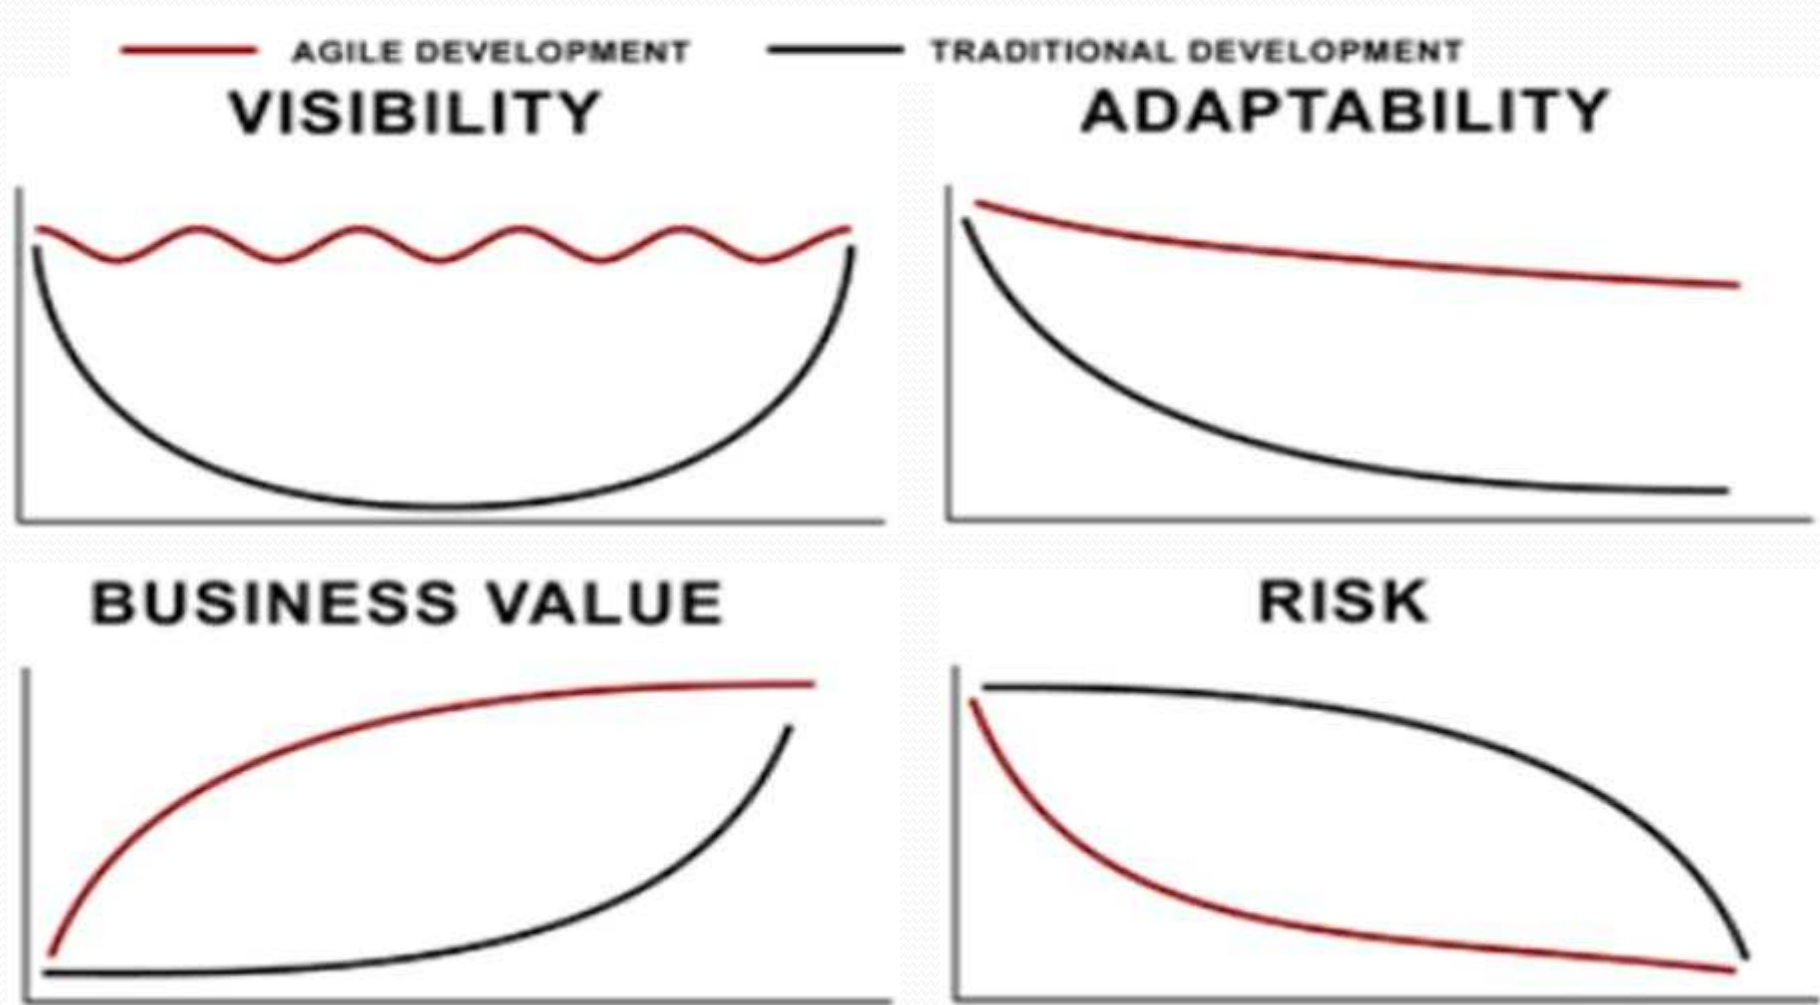 AGILE DEVELOPMENT TRADITIONAL DEVELOPMENT
VISIBILITY
ADAPTABILITY
BUSINESS VALUE
RISK